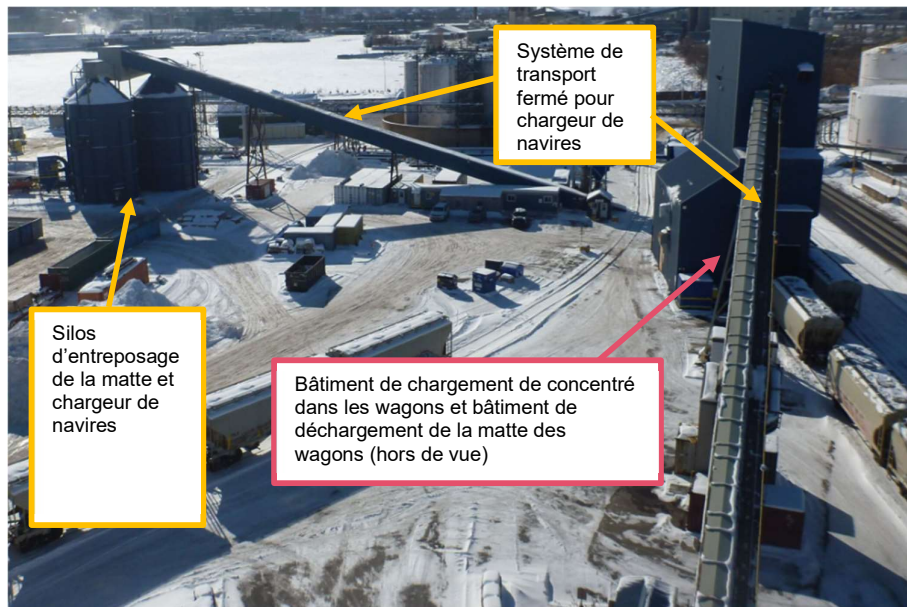 Système de
transport
fermé pour
chargeur de
navires
Silos
d’entreposage
de la matte et
chargeur de
navires
Bâtiment de chargement de concentré
dans les wagons et bâtiment de
déchargement de la matte des
wagons (hors de vue)